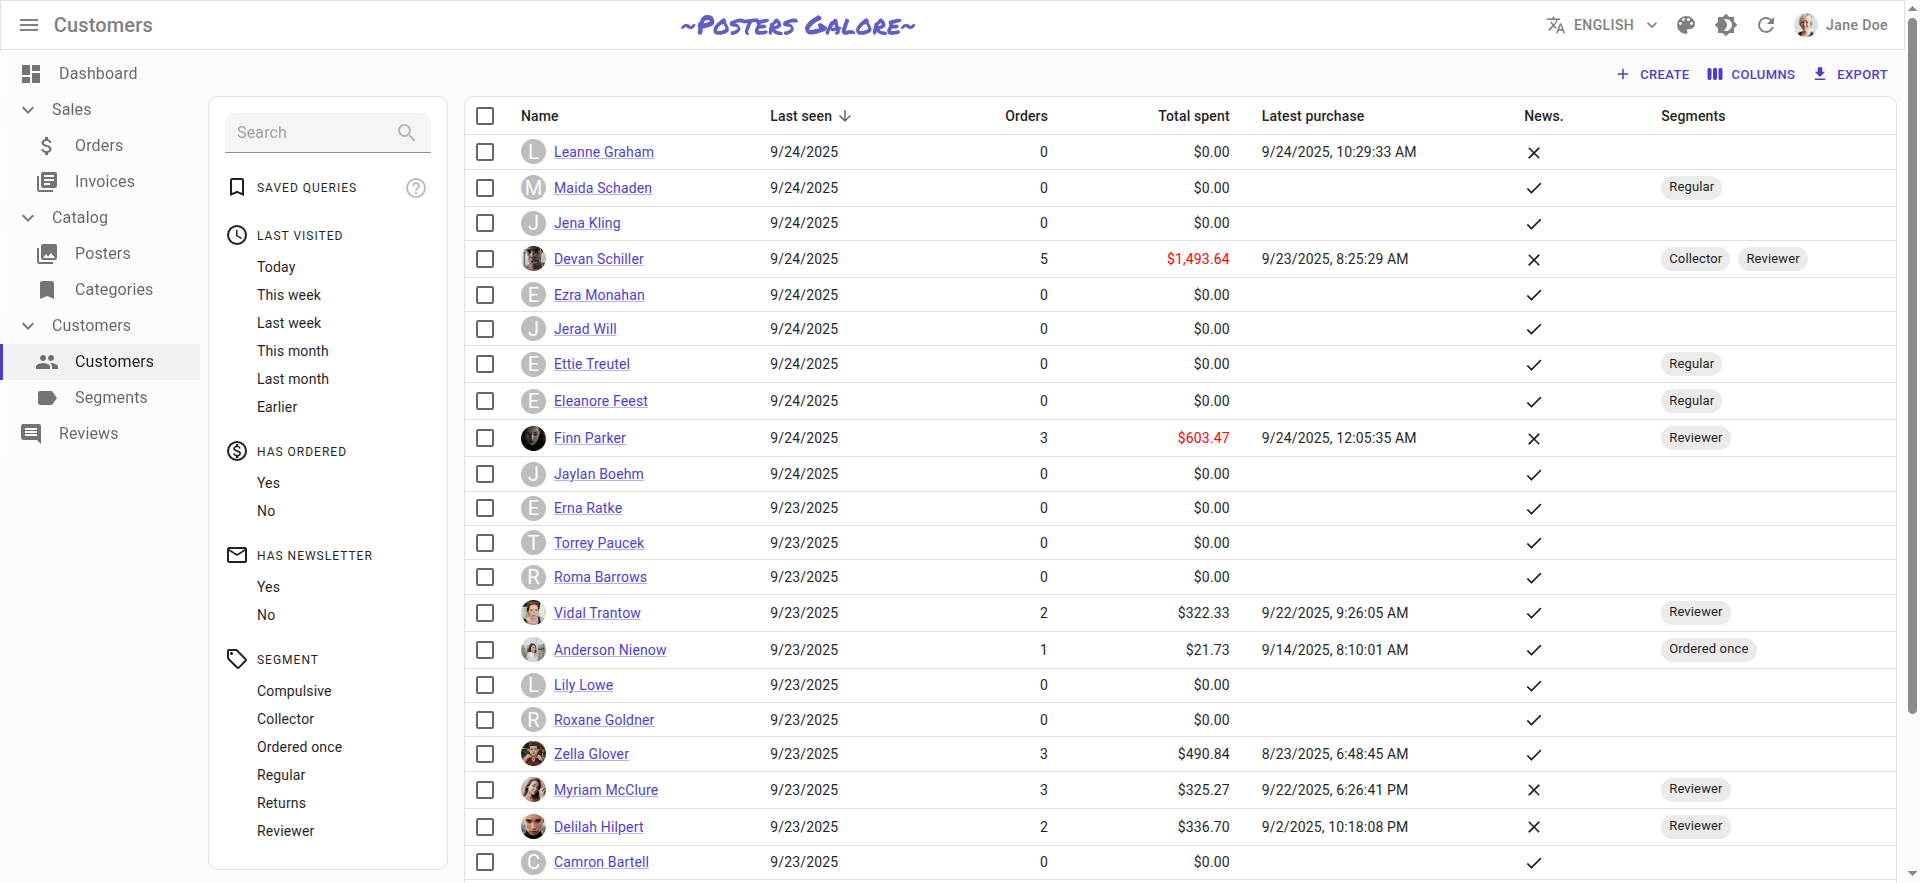 Customers
~Posters Galore~
ENGLISH
Jane Doe
Dashboard
Sales
Orders
Invoices
Catalog
Posters
Categories
Customers
Customers
Segments
Reviews
CREATE
COLUMNS
EXPORT
Search
SAVED QUERIES
?
LAST VISITED
Today
This week
Last week
This month
Last month
Earlier
HAS ORDERED
Yes
No
HAS NEWSLETTER
Yes
No
SEGMENT
Compulsive
Collector
Ordered once
Regular
Returns
Reviewer
Name Last seen Orders Total spent Latest purchase News. Segments
L Leanne Graham 9/24/2025 0 $0.00 9/24/2025, 10:29:33 AM
M Maida Schaden 9/24/2025 0 $0.00 Regular
J Jena Kling 9/24/2025 0 $0.00
Devan Schiller 9/24/2025 5 $1,493.64 9/23/2025, 8:25:29 AM Collector Reviewer
E Ezra Monahan 9/24/2025 0 $0.00
J Jerad Will 9/24/2025 0 $0.00
E Ettie Treutel 9/24/2025 0 $0.00 Regular
E Eleanore Feest 9/24/2025 0 $0.00 Regular
Finn Parker 9/24/2025 3 $603.47 9/24/2025, 12:05:35 AM Reviewer
J Jaylan Boehm 9/24/2025 0 $0.00
E Erna Ratke 9/23/2025 0 $0.00
T Torrey Paucek 9/23/2025 0 $0.00
R Roma Barrows 9/23/2025 0 $0.00
Vidal Trantow 9/23/2025 2 $322.33 9/22/2025, 9:26:05 AM Reviewer
Anderson Nienow 9/23/2025 1 $21.73 9/14/2025, 8:10:01 AM Ordered once
L Lily Lowe 9/23/2025 0 $0.00
R Roxane Goldner 9/23/2025 0 $0.00
Zella Glover 9/23/2025 3 $490.84 8/23/2025, 6:48:45 AM
Myriam McClure 9/23/2025 3 $325.27 9/22/2025, 6:26:41 PM Reviewer
Delilah Hilpert 9/23/2025 2 $336.70 9/2/2025, 10:18:08 PM Reviewer
C Camron Bartell 9/23/2025 0 $0.00